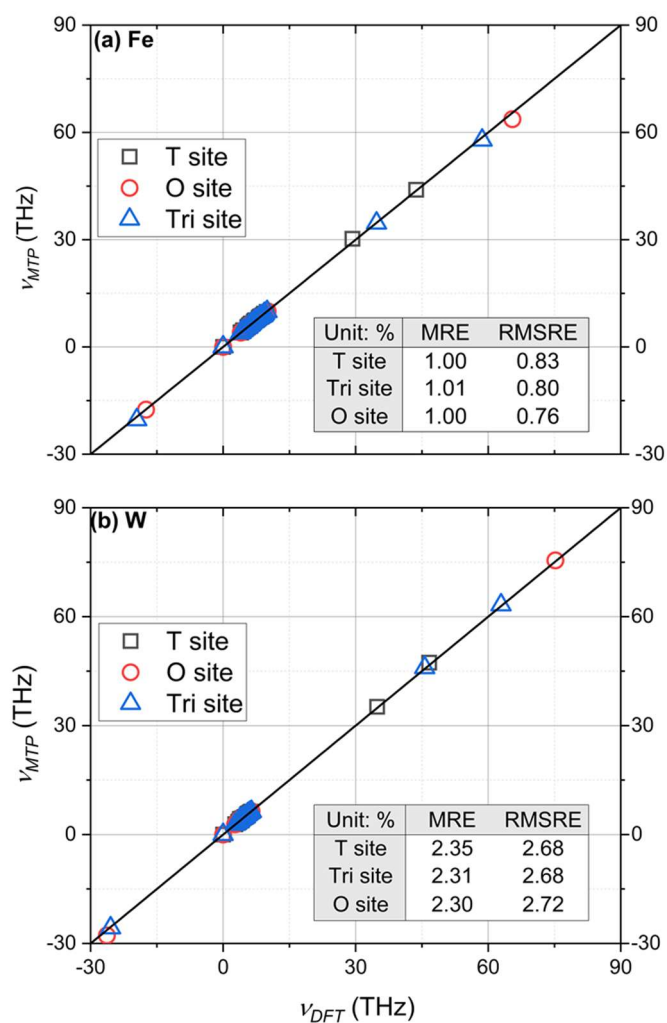 (a) Fe
90
60
30
0
-30
90
60
30
0
-30
ν_MTP (THz)
T site
O site
Tri site
Unit: % MRE RMSRE
T site 1.00 0.83
Tri site 1.01 0.80
O site 1.00 0.76
(b) W
90
60
30
0
-30
90
60
30
0
-30
ν_MTP (THz)
T site
O site
Tri site
Unit: % MRE RMSRE
T site 2.35 2.68
Tri site 2.31 2.68
O site 2.30 2.72
-30 0 30 60 90
ν_DFT (THz)